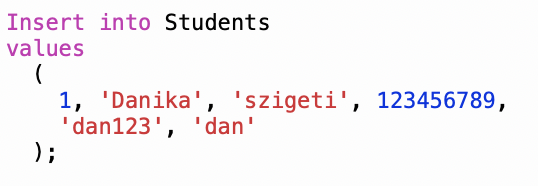 Insert into Students
values
(
1, 'Danika', 'szigeti', 123456789,
'dan123', 'dan'
);